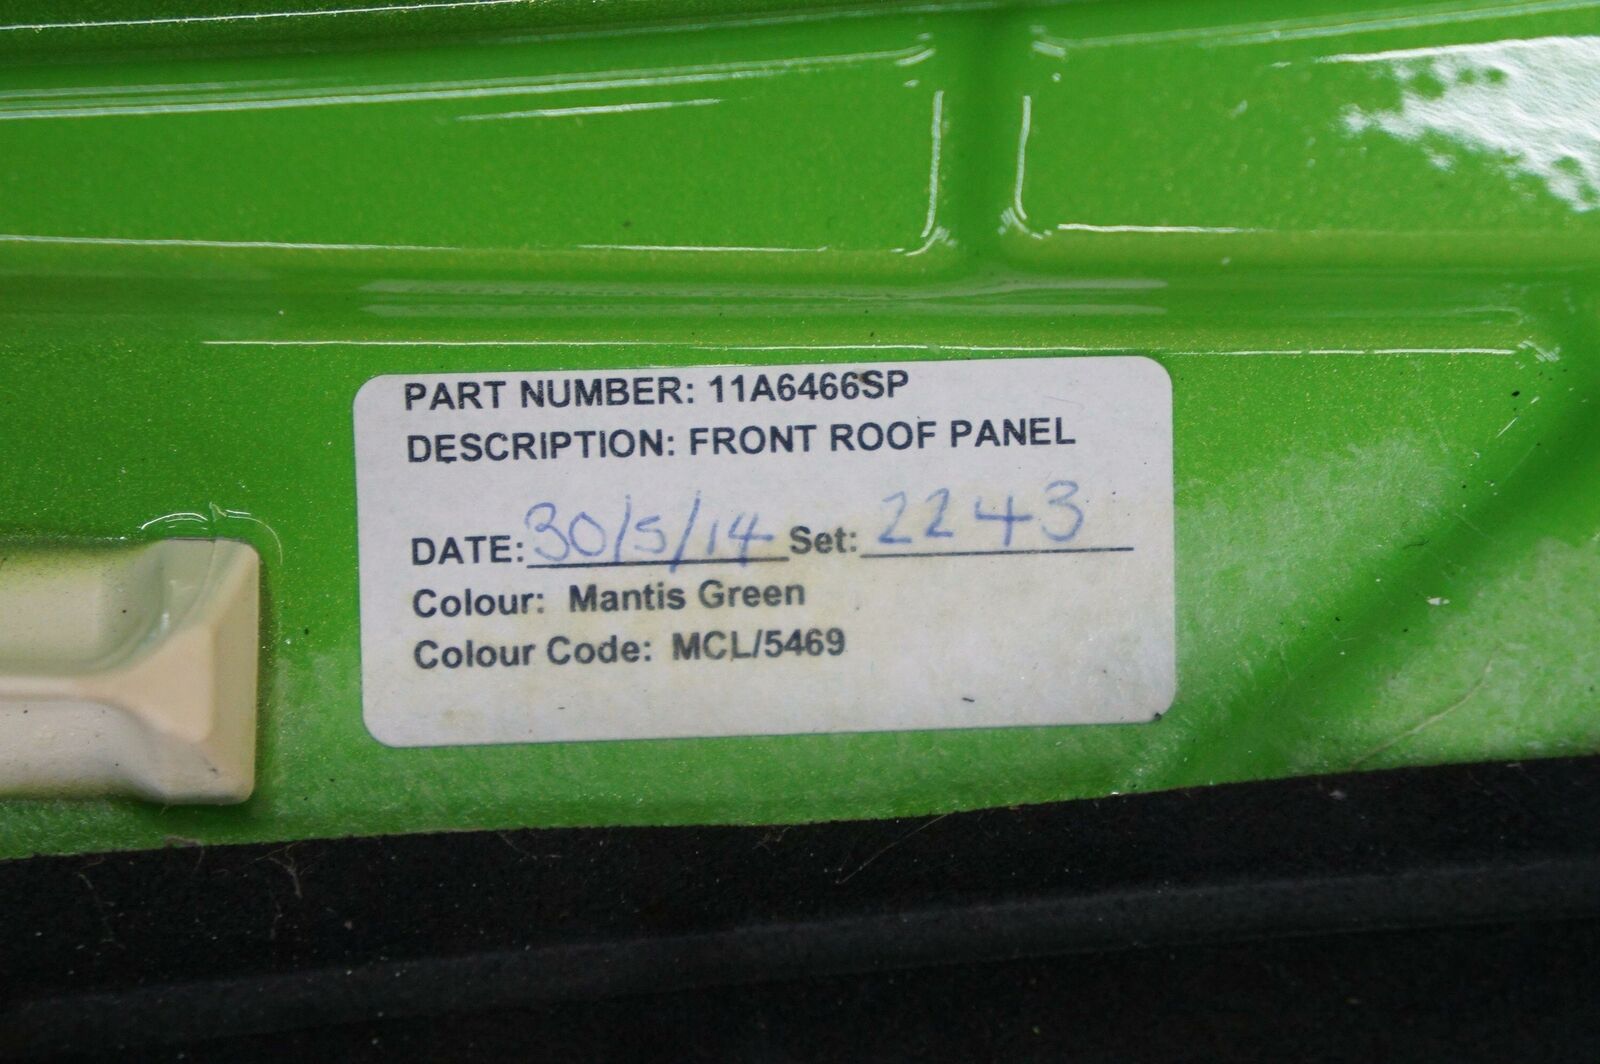 PART NUMBER: 11A6466SP
DESCRIPTION: FRONT ROOF PANEL
DATE: 30/5/14 Set: 2243
Colour: Mantis Green
Colour Code: MCL/5469